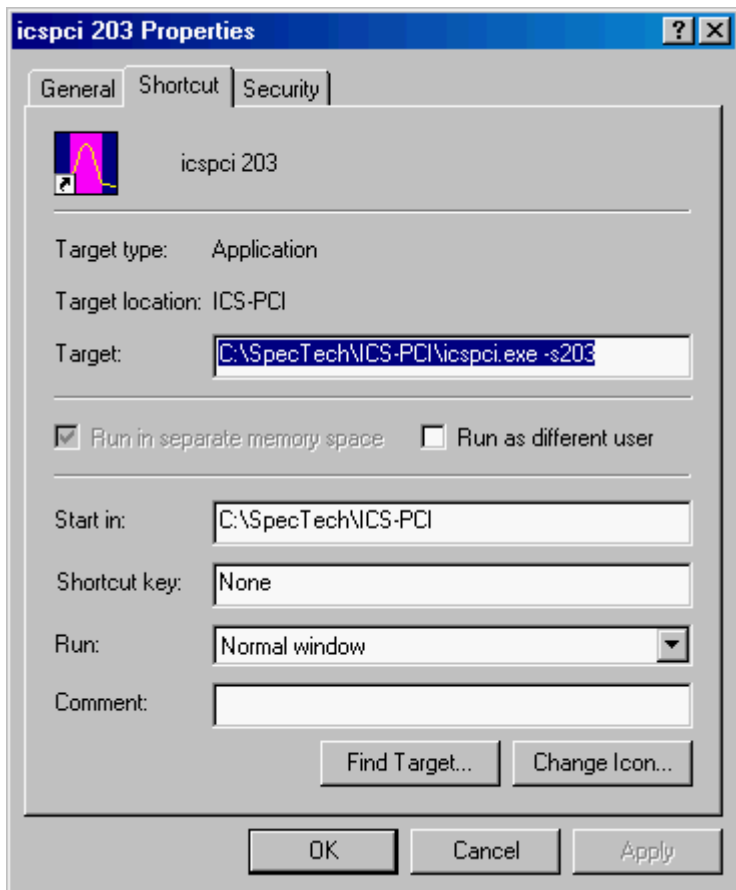 icspci 203 Properties
General Shortcut Security
icspci 203
Target type: Application
Target location: ICS-PCI
Target: C:\SpecTech\ICS-PCI\icspci.exe -s203
Run in separate memory space Run as different user
Start in: C:\SpecTech\ICS-PCI
Shortcut key: None
Run: Normal window
Comment:
Find Target... Change Icon...
OK Cancel Apply